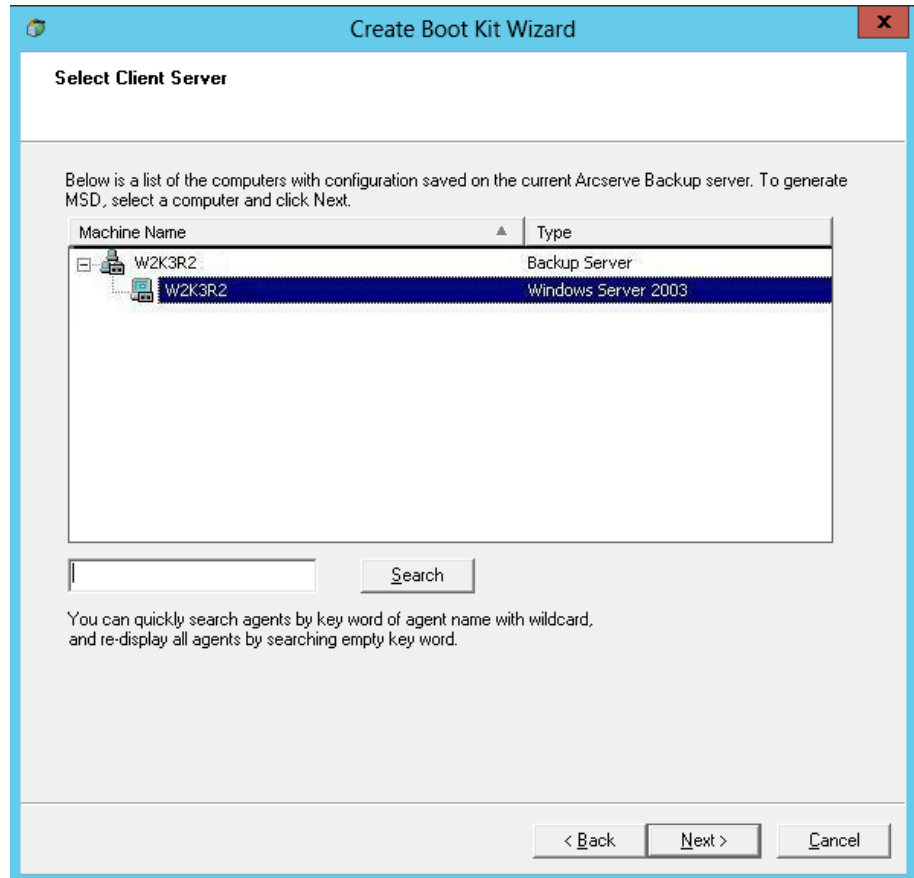 Create Boot Kit Wizard
x
Select Client Server
Below is a list of the computers with configuration saved on the current Arcserve Backup server. To generate
MSD, select a computer and click Next.
Machine Name Type
W2K3R2 Backup Server
W2K3R2 Windows Server 2003
Search
You can quickly search agents by key word of agent name with wildcard,
and re-display all agents by searching empty key word.
< Back Next > Cancel